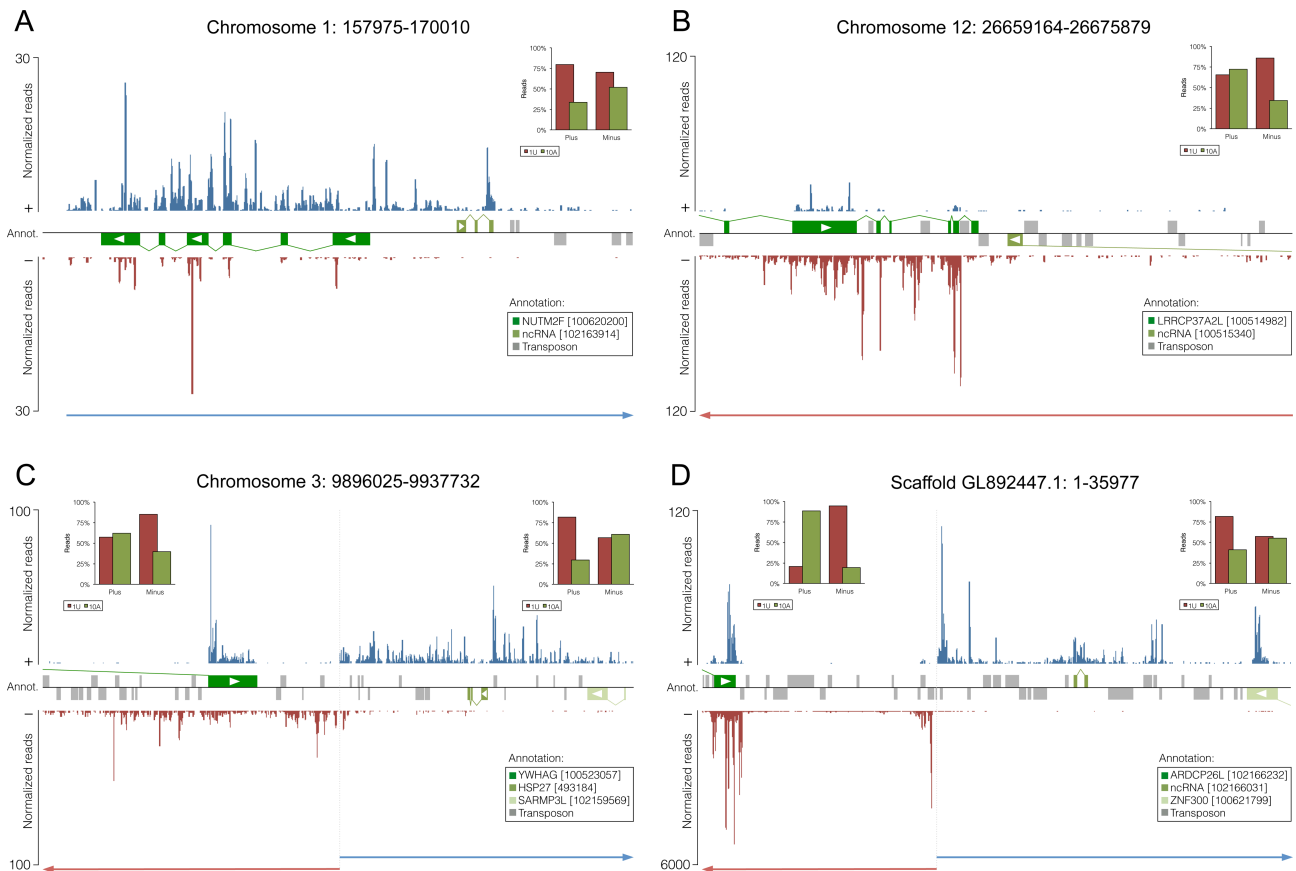 A
Chromosome 1: 157975-170010
30
Normalized reads
+
Annot.
–
Normalized reads
30
100%
75%
50%
25%
0%
Reads
Plus
Minus
1U
10A
Annotation:
NUTM2F [100620200]
ncRNA [102163914]
Transposon
B
Chromosome 12: 26659164-26675879
120
Normalized reads
+
Annot.
–
Normalized reads
120
100%
75%
50%
25%
0%
Reads
Plus
Minus
1U
10A
Annotation:
LRRCP37A2L [100514982]
ncRNA [100515340]
Transposon
C
Chromosome 3: 9896025-9937732
100
Normalized reads
+
Annot.
–
Normalized reads
100
100%
75%
50%
25%
0%
Reads
Plus
Minus
1U
10A
100%
75%
50%
25%
0%
Reads
Plus
Minus
1U
10A
Annotation:
YWHAG [100523057]
HSP27 [493184]
SARMP3L [102159569]
Transposon
D
Scaffold GL892447.1: 1-35977
120
Normalized reads
+
Annot.
–
Normalized reads
6000
100%
75%
50%
25%
0%
Reads
Plus
Minus
1U
10A
100%
75%
50%
25%
0%
Reads
Plus
Minus
1U
10A
Annotation:
ARDCP26L [102166232]
ncRNA [102166031]
ZNF300 [100621799]
Transposon